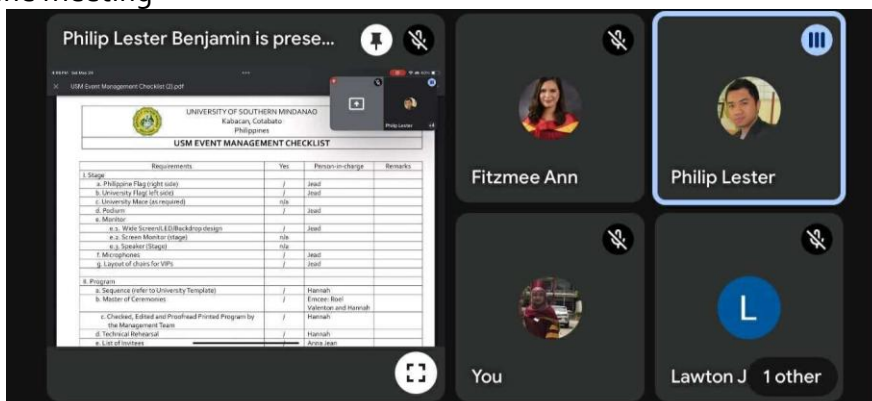 the meeting
Philip Lester Benjamin is prese...
USM Event Management Checklist (2).pdf
Philip Lester
+4
UNIVERSITY OF SOUTHERN MINDANAO
Kabacan, Cotabato
Philippines
USM EVENT MANAGEMENT CHECKLIST
Requirements Yes Person-in-charge Remarks
I. Stage
a. Philippine Flag (right side) / Jead
b. University Flag( left side) / Jead
c. University Mace (as required) n/a
d. Podium / Jead
e. Monitor
e.1. Wide Screen/LED/Backdrop design / Jead
e.2. Screen Monitor (stage) n/a
e.3. Speaker (Stage) n/a
f. Microphones / Jead
g. Layout of chairs for VIPs / Jead
II. Program
a. Sequence (refer to University Template) / Hannah
b. Master of Ceremonies / Emcee: Roel
Valenton and Hannah
c. Checked, Edited and Proofread Printed Program by / Hannah
the Management Team
d. Technical Rehearsal / Hannah
e. List of Invitees / Jean
Fitzmee Ann
Philip Lester
You
L
Lawton J
1 other